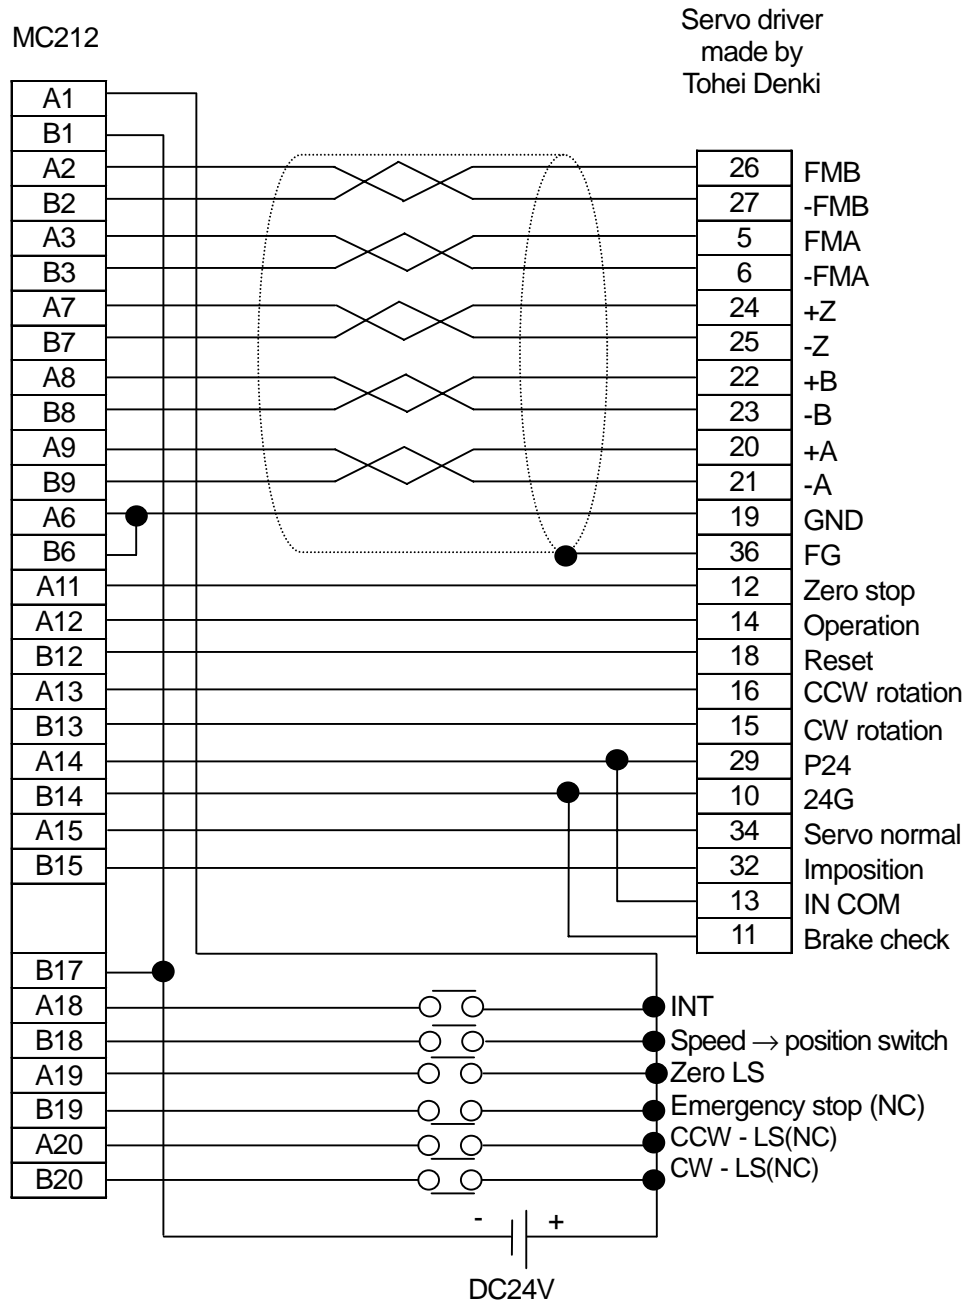 MC212
Servo driver
made by
Tohei Denki
A1
B1
A2 26 FMB
B2 27 -FMB
A3 5 FMA
B3 6 -FMA
A7 24 +Z
B7 25 -Z
A8 22 +B
B8 23 -B
A9 20 +A
B9 21 -A
A6 19 GND
B6 36 FG
A11 12 Zero stop
A12 14 Operation
B12 18 Reset
A13 16 CCW rotation
B13 15 CW rotation
A14 29 P24
B14 10 24G
A15 34 Servo normal
B15 32 Imposition
13 IN COM
11 Brake check
B17
A18 INT
B18 Speed → position switch
A19 Zero LS
B19 Emergency stop (NC)
A20 CCW - LS(NC)
B20 CW - LS(NC)
- +
DC24V